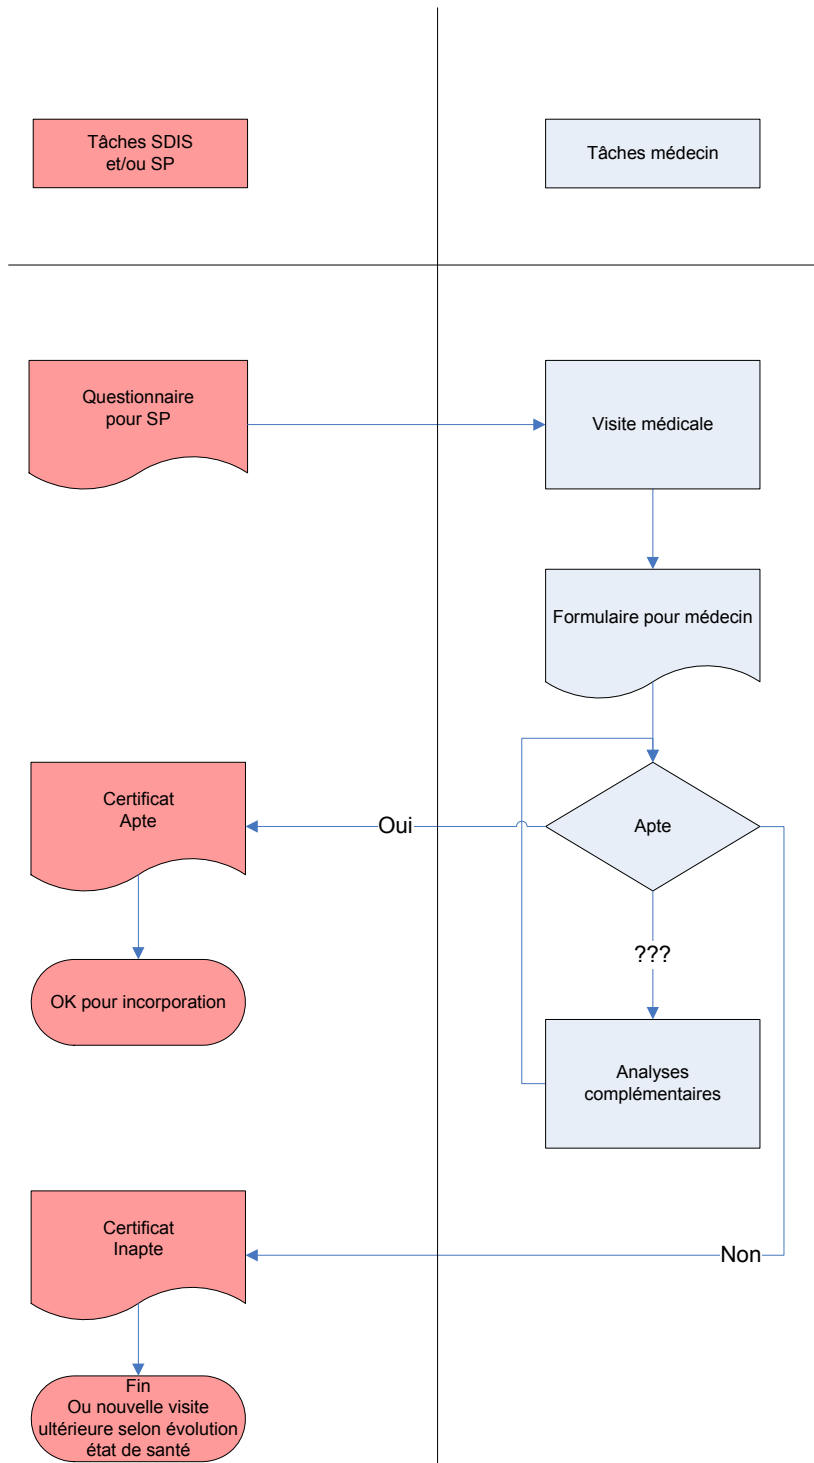 Tâches SDIS
et/ou SP
Tâches médecin
Questionnaire
pour SP
Visite médicale
Formulaire pour médecin
Certificat
Apte
Oui
Apte
???
OK pour incorporation
Analyses
complémentaires
Certificat
Inapte
Non
Fin
Ou nouvelle visite
ultérieure selon évolution
état de santé